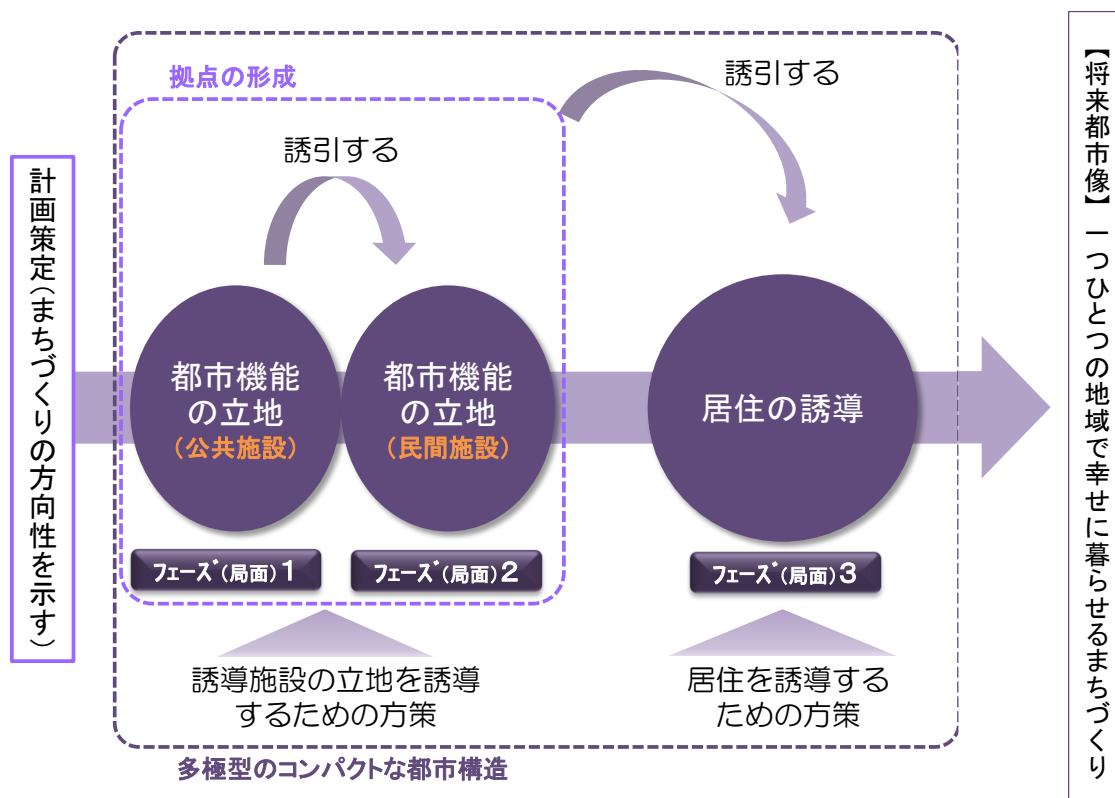 計画策定(まちづくりの方向性を示す)
拠点の形成
誘引する
誘引する
都市機能
の立地
(公共施設)
都市機能
の立地
(民間施設)
居住の誘導
フェーズ(局面)1
フェーズ(局面)2
フェーズ(局面)3
誘導施設の立地を誘導
するための方策
居住を誘導する
ための方策
多極型のコンパクトな都市構造
【将来都市像】一つひとつの地域で幸せに暮らせるまちづくり